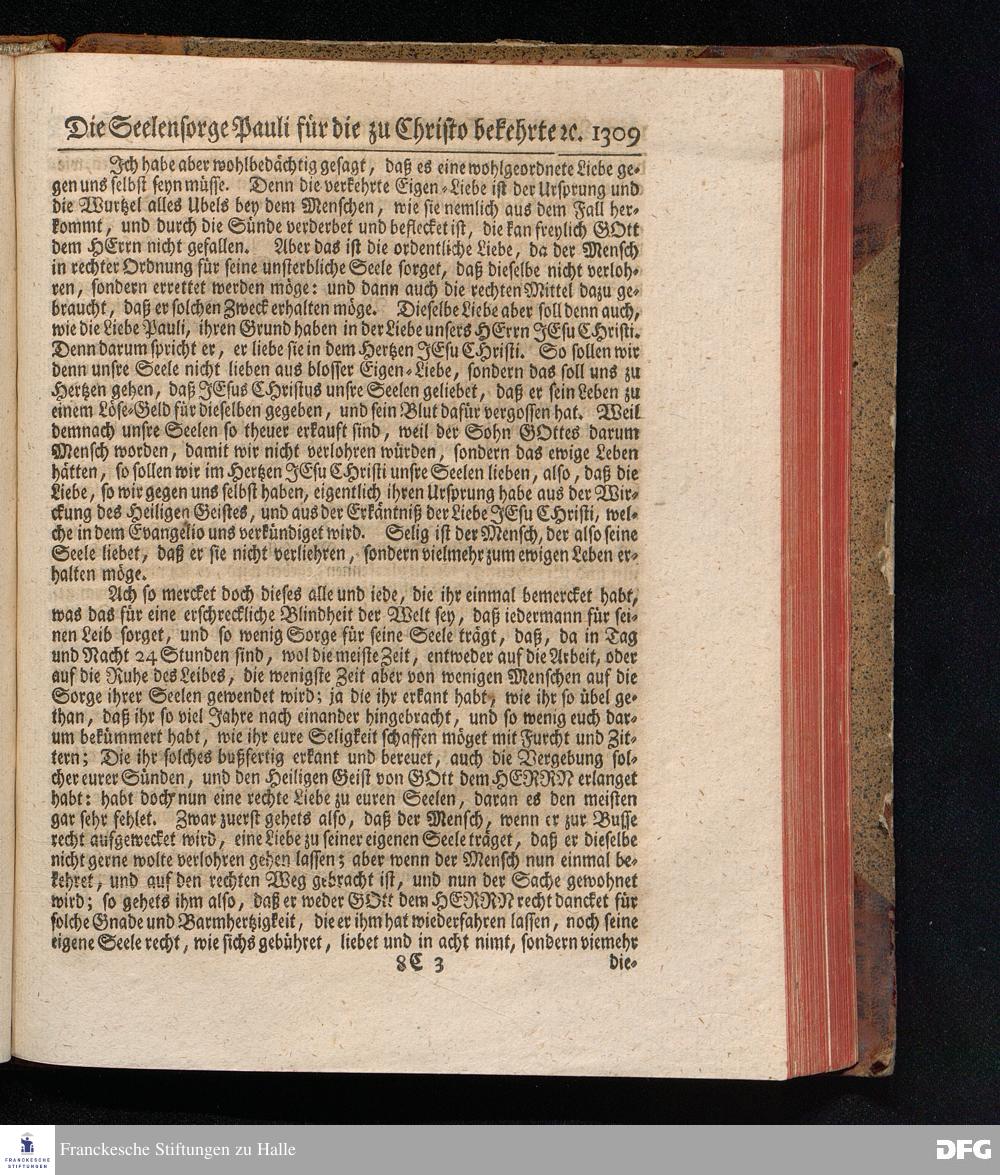 Die Seelensorge Pauli für die zu Christo bekehrte ꝛc. 1309
Ich habe aber wohlbedächtig gesagt, daß es eine wohlgeordnete Liebe ge-
gen uns selbst seyn müsse. Denn die verkehrte Eigen-Liebe ist der Ursprung und
die Wurtzel alles Ubels bey dem Menschen, wie sie nemlich aus dem Fall her-
kommt, und durch die Sünde verderbet und beflecket ist, die kan freylich GOtt
dem HErrn nicht gefallen. Aber das ist die ordentliche Liebe, da der Mensch
in rechter Ordnung für seine unsterbliche Seele sorget, daß dieselbe nicht verloh-
ren, sondern errettet werden möge: und dann auch die rechten Mittel dazu ge-
braucht, daß er solchen Zweck erhalten möge. Dieselbe Liebe aber soll denn auch,
wie die Liebe Pauli, ihren Grund haben in der Liebe unsers HErrn JEsu CHristi.
Denn darum spricht er, er liebe sie in dem Hertzen JEsu CHristi. So sollen wir
denn unsre Seele nicht lieben aus blosser Eigen-Liebe, sondern das soll uns zu
Hertzen gehen, daß JEsus CHristus unsre Seelen geliebet, daß er sein Leben zu
einem Löse-Geld für dieselben gegeben, und sein Blut dafür vergossen hat. Weil
demnach unsre Seelen so theuer erkauft sind, weil der Sohn GOttes darum
Mensch worden, damit wir nicht verlohren würden, sondern das ewige Leben
hätten, so sollen wir im Hertzen JEsu CHristi unsre Seelen lieben, also, daß die
Liebe, so wir gegen uns selbst haben, eigentlich ihren Ursprung habe aus der Wir-
ckung des Heiligen Geistes, und aus der Erkäntniß der Liebe JEsu CHristi, wel-
che in dem Evangelio uns verkündiget wird. Selig ist der Mensch, der also seine
Seele liebet, daß er sie nicht verliehren, sondern vielmehr zum ewigen Leben er-
halten möge.
Ach so mercket doch dieses alle und iede, die ihr einmal bemercket habt,
was das für eine erschreckliche Blindheit der Welt sey, daß iedermann für sei-
nen Leib sorget, und so wenig Sorge für seine Seele trägt, daß, da in Tag
und Nacht 24 Stunden sind, wol die meiste Zeit, entweder auf die Arbeit, oder
auf die Ruhe des Leibes, die wenigste Zeit aber von wenigen Menschen auf die
Sorge ihrer Seelen gewendet wird; ja die ihr erkant habt, wie ihr so übel ge-
than, daß ihr so viel Jahre nach einander hingebracht, und so wenig euch dar-
um bekümmert habt, wie ihr eure Seligkeit schaffen möget mit Furcht und Zit-
tern; Die ihr solches bußfertig erkant und bereuet, auch die Vergebung sol-
cher eurer Sünden, und den Heiligen Geist von GOtt dem HERRN erlanget
habt: habt doch nun eine rechte Liebe zu euren Seelen, daran es den meisten
gar sehr fehlet. Zwar zuerst gehets also, daß der Mensch, wenn er zur Busse
recht aufgewecket wird, eine Liebe zu seiner eigenen Seele träget, daß er dieselbe
nicht gerne wolte verlohren gehen lassen; aber wenn der Mensch nun einmal be-
kehret, und auf den rechten Weg gebracht ist, und nun der Sache gewohnet
wird; so gehets ihm also, daß er weder GOtt dem HERRN recht dancket für
solche Gnade und Barmhertzigkeit, die er ihm hat wiederfahren lassen, noch seine
eigene Seele recht, wie sichs gebühret, liebet und in acht nimt, sondern viemehr
8C 3 die-
FRANCKESCHE STIFTUNGEN
Franckesche Stiftungen zu Halle
DFG